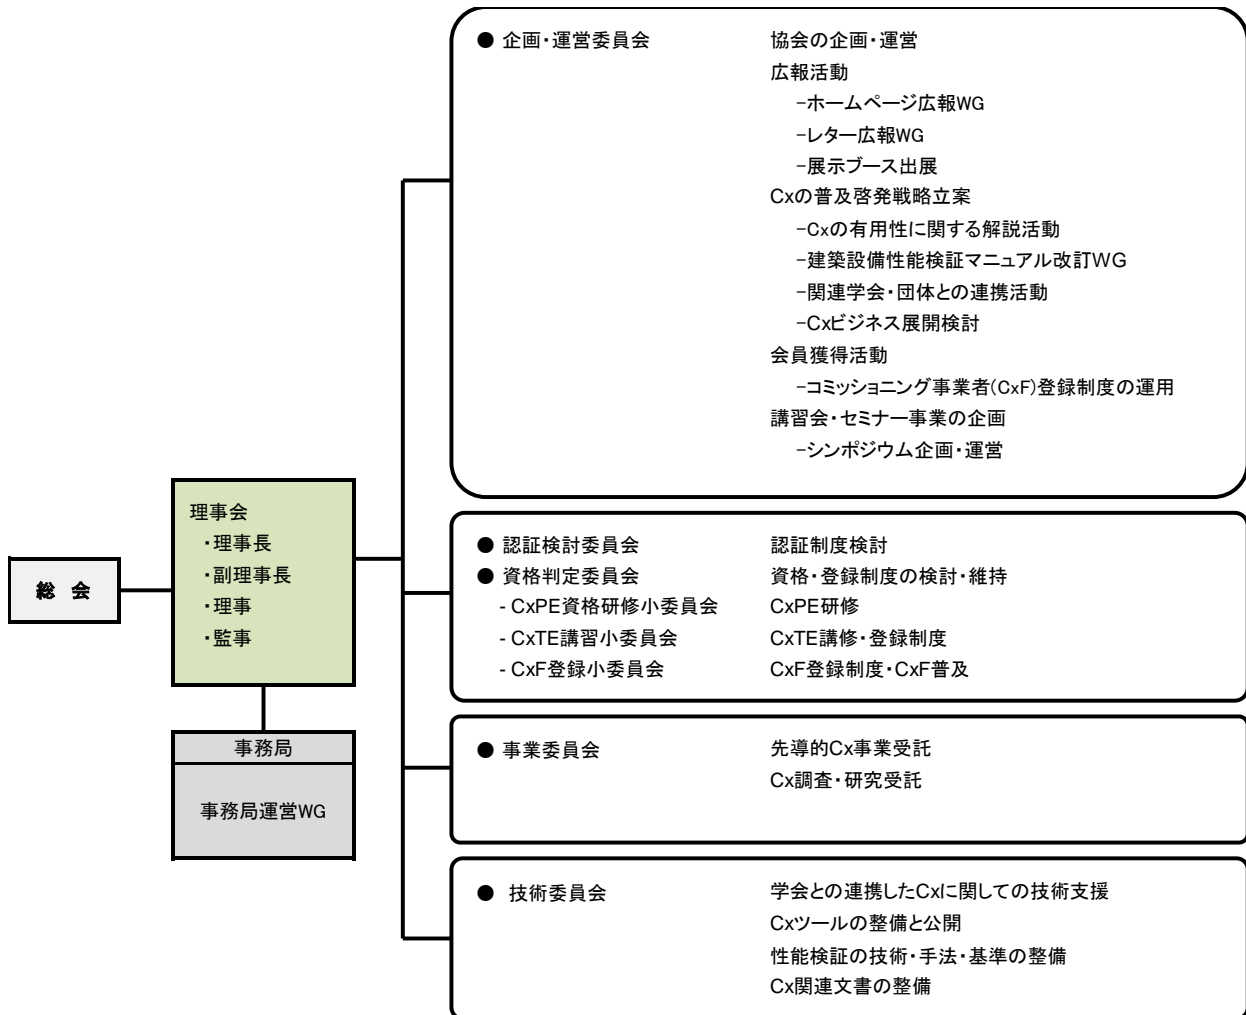 総 会
理事会
・理事長
・副理事長
・理事
・監事
事務局
事務局運営WG
● 企画・運営委員会 協会の企画・運営
広報活動
-ホームページ広報WG
-レター広報WG
-展示ブース出展
Cxの普及啓発戦略立案
-Cxの有用性に関する解説活動
-建築設備性能検証マニュアル改訂WG
-関連学会・団体との連携活動
-Cxビジネス展開検討
会員獲得活動
-コミッショニング事業者(CxF)登録制度の運用
講習会・セミナー事業の企画
-シンポジウム企画・運営
● 認証検討委員会 認証制度検討
● 資格判定委員会 資格・登録制度の検討・維持
- CxPE資格研修小委員会 CxPE研修
- CxTE講習小委員会 CxTE講修・登録制度
- CxF登録小委員会 CxF登録制度・CxF普及
● 事業委員会 先導的Cx事業受託
Cx調査・研究受託
● 技術委員会 学会との連携したCxに関しての技術支援
Cxツールの整備と公開
性能検証の技術・手法・基準の整備
Cx関連文書の整備